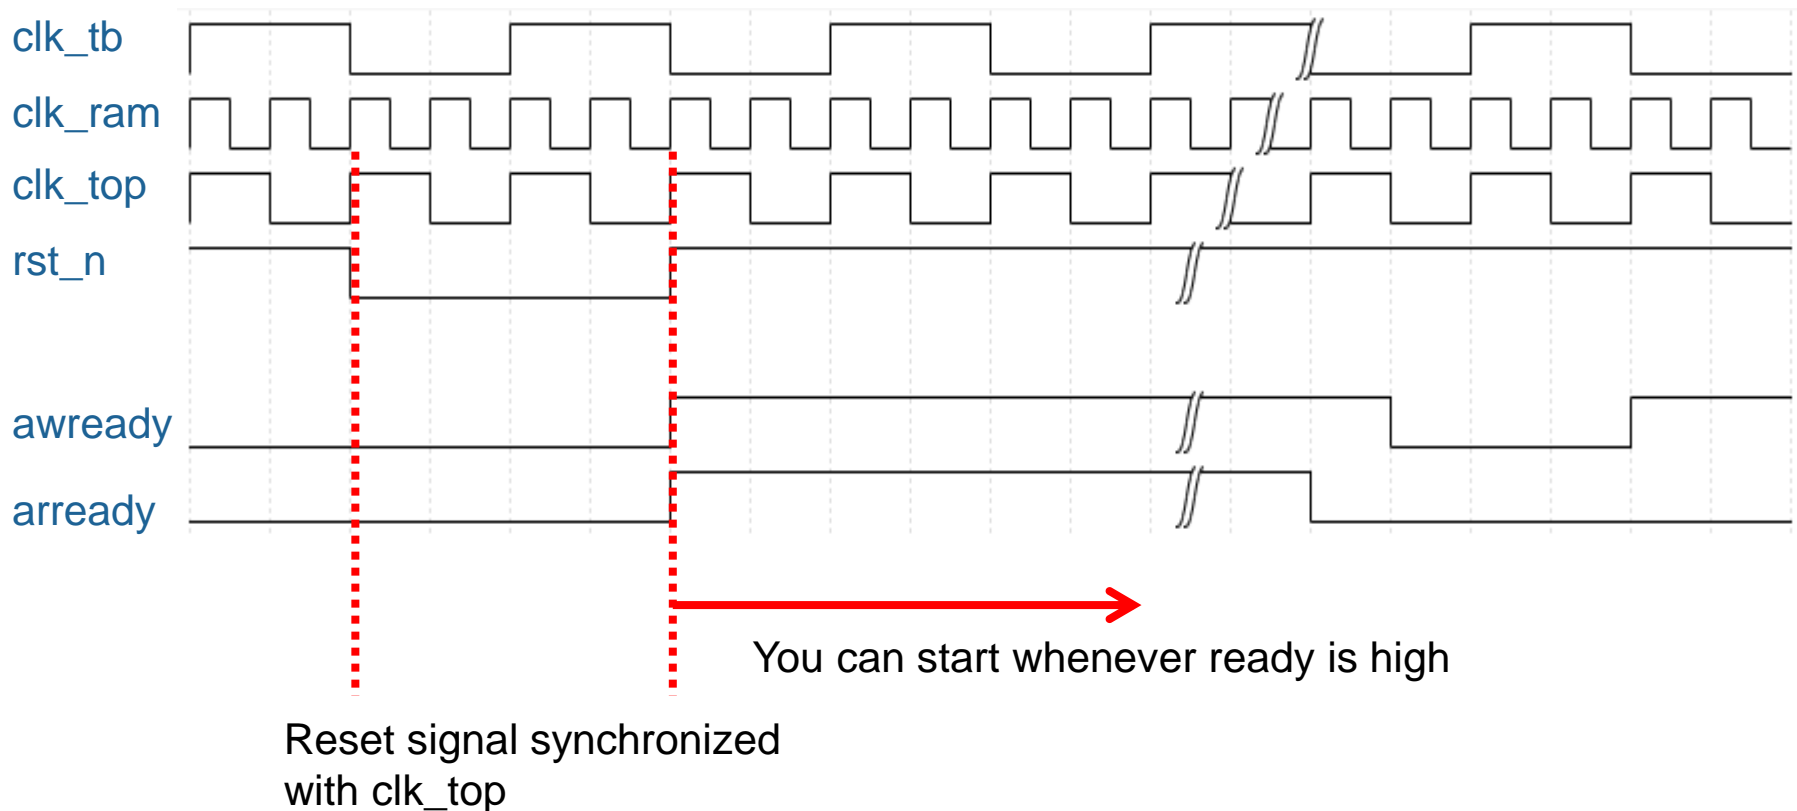 clk_tb
clk_ram
clk_top
rst_n
awready
arready
You can start whenever ready is high
Reset signal synchronized
with clk_top